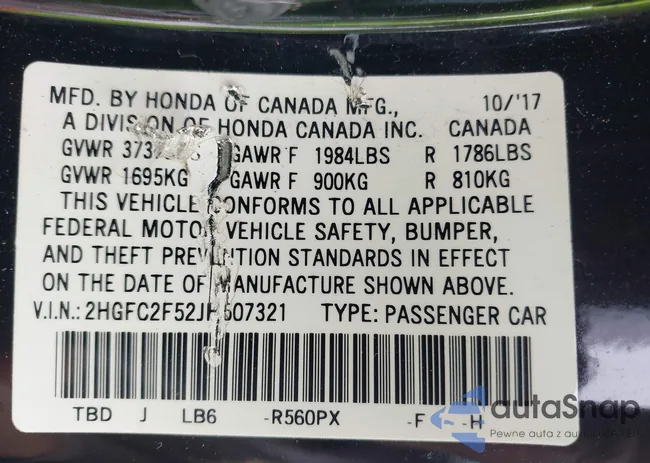 MFD. BY HONDA OF CANADA MFG., 10/'17
A DIVISION OF HONDA CANADA INC. CANADA
GVWR GAWR F 1984LBS R 1786LBS
GVWR 1695KG GAWR F 900KG R 810KG
THIS VEHICLE CONFORMS TO ALL APPLICABLE
FEDERAL MOTOR VEHICLE SAFETY, BUMPER,
AND THEFT PREVENTION STANDARDS IN EFFECT
ON THE DATE OF MANUFACTURE SHOWN ABOVE.
V.I.N.: TYPE: PASSENGER CAR
TBD J LB6 -R560PX -F -H
autaSnap
Pewne auta z